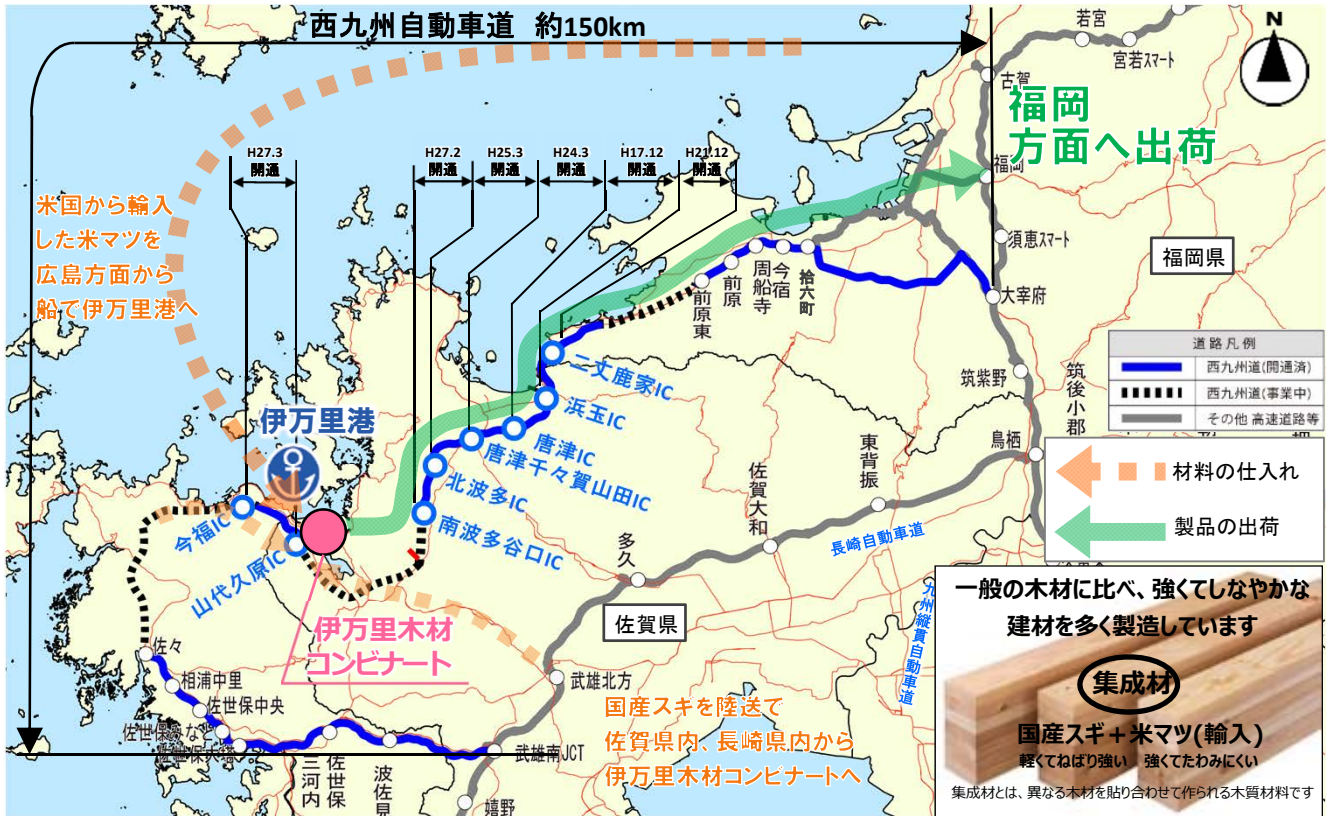 西九州自動車道 約150km
N
若宮
宮若スマート
古賀
福岡
方面へ出荷
H27.3
開通
H27.2
開通
H25.3
開通
H24.3
開通
H17.12
開通
H21.12
開通
米国から輸入
した米マツを
広島方面から
船で伊万里港へ
福岡
須恵スマート
福岡県
大宰府
拾六町
今宿
周船寺
前原
前原東
道路凡例
西九州道(開通済)
西九州道(事業中)
その他 高速道路等
筑紫野
筑後小郡
鳥栖
二丈鹿家IC
浜玉IC
唐津IC
唐津千々賀山田IC
北波多IC
南波多谷口IC
伊万里港
今福IC
山代久原IC
東背振
佐賀大和
多久
長崎自動車道
九州縦貫自動車道
材料の仕入れ
製品の出荷
佐賀県
伊万里木材
コンビナート
佐々
相浦中里
佐世保中央
佐世保みなと
佐世保大塔
三河内
佐世保
波佐見
武雄南JCT
武雄北方
嬉野
国産スギを陸送で
佐賀県内、長崎県内から
伊万里木材コンビナートへ
一般の木材に比べ、強くてしなやかな
建材を多く製造しています
集成材
国産スギ+米マツ(輸入)
軽くてねばり強い 強くてたわみにくい
集成材とは、異なる木材を貼り合わせて作られる木質材料です